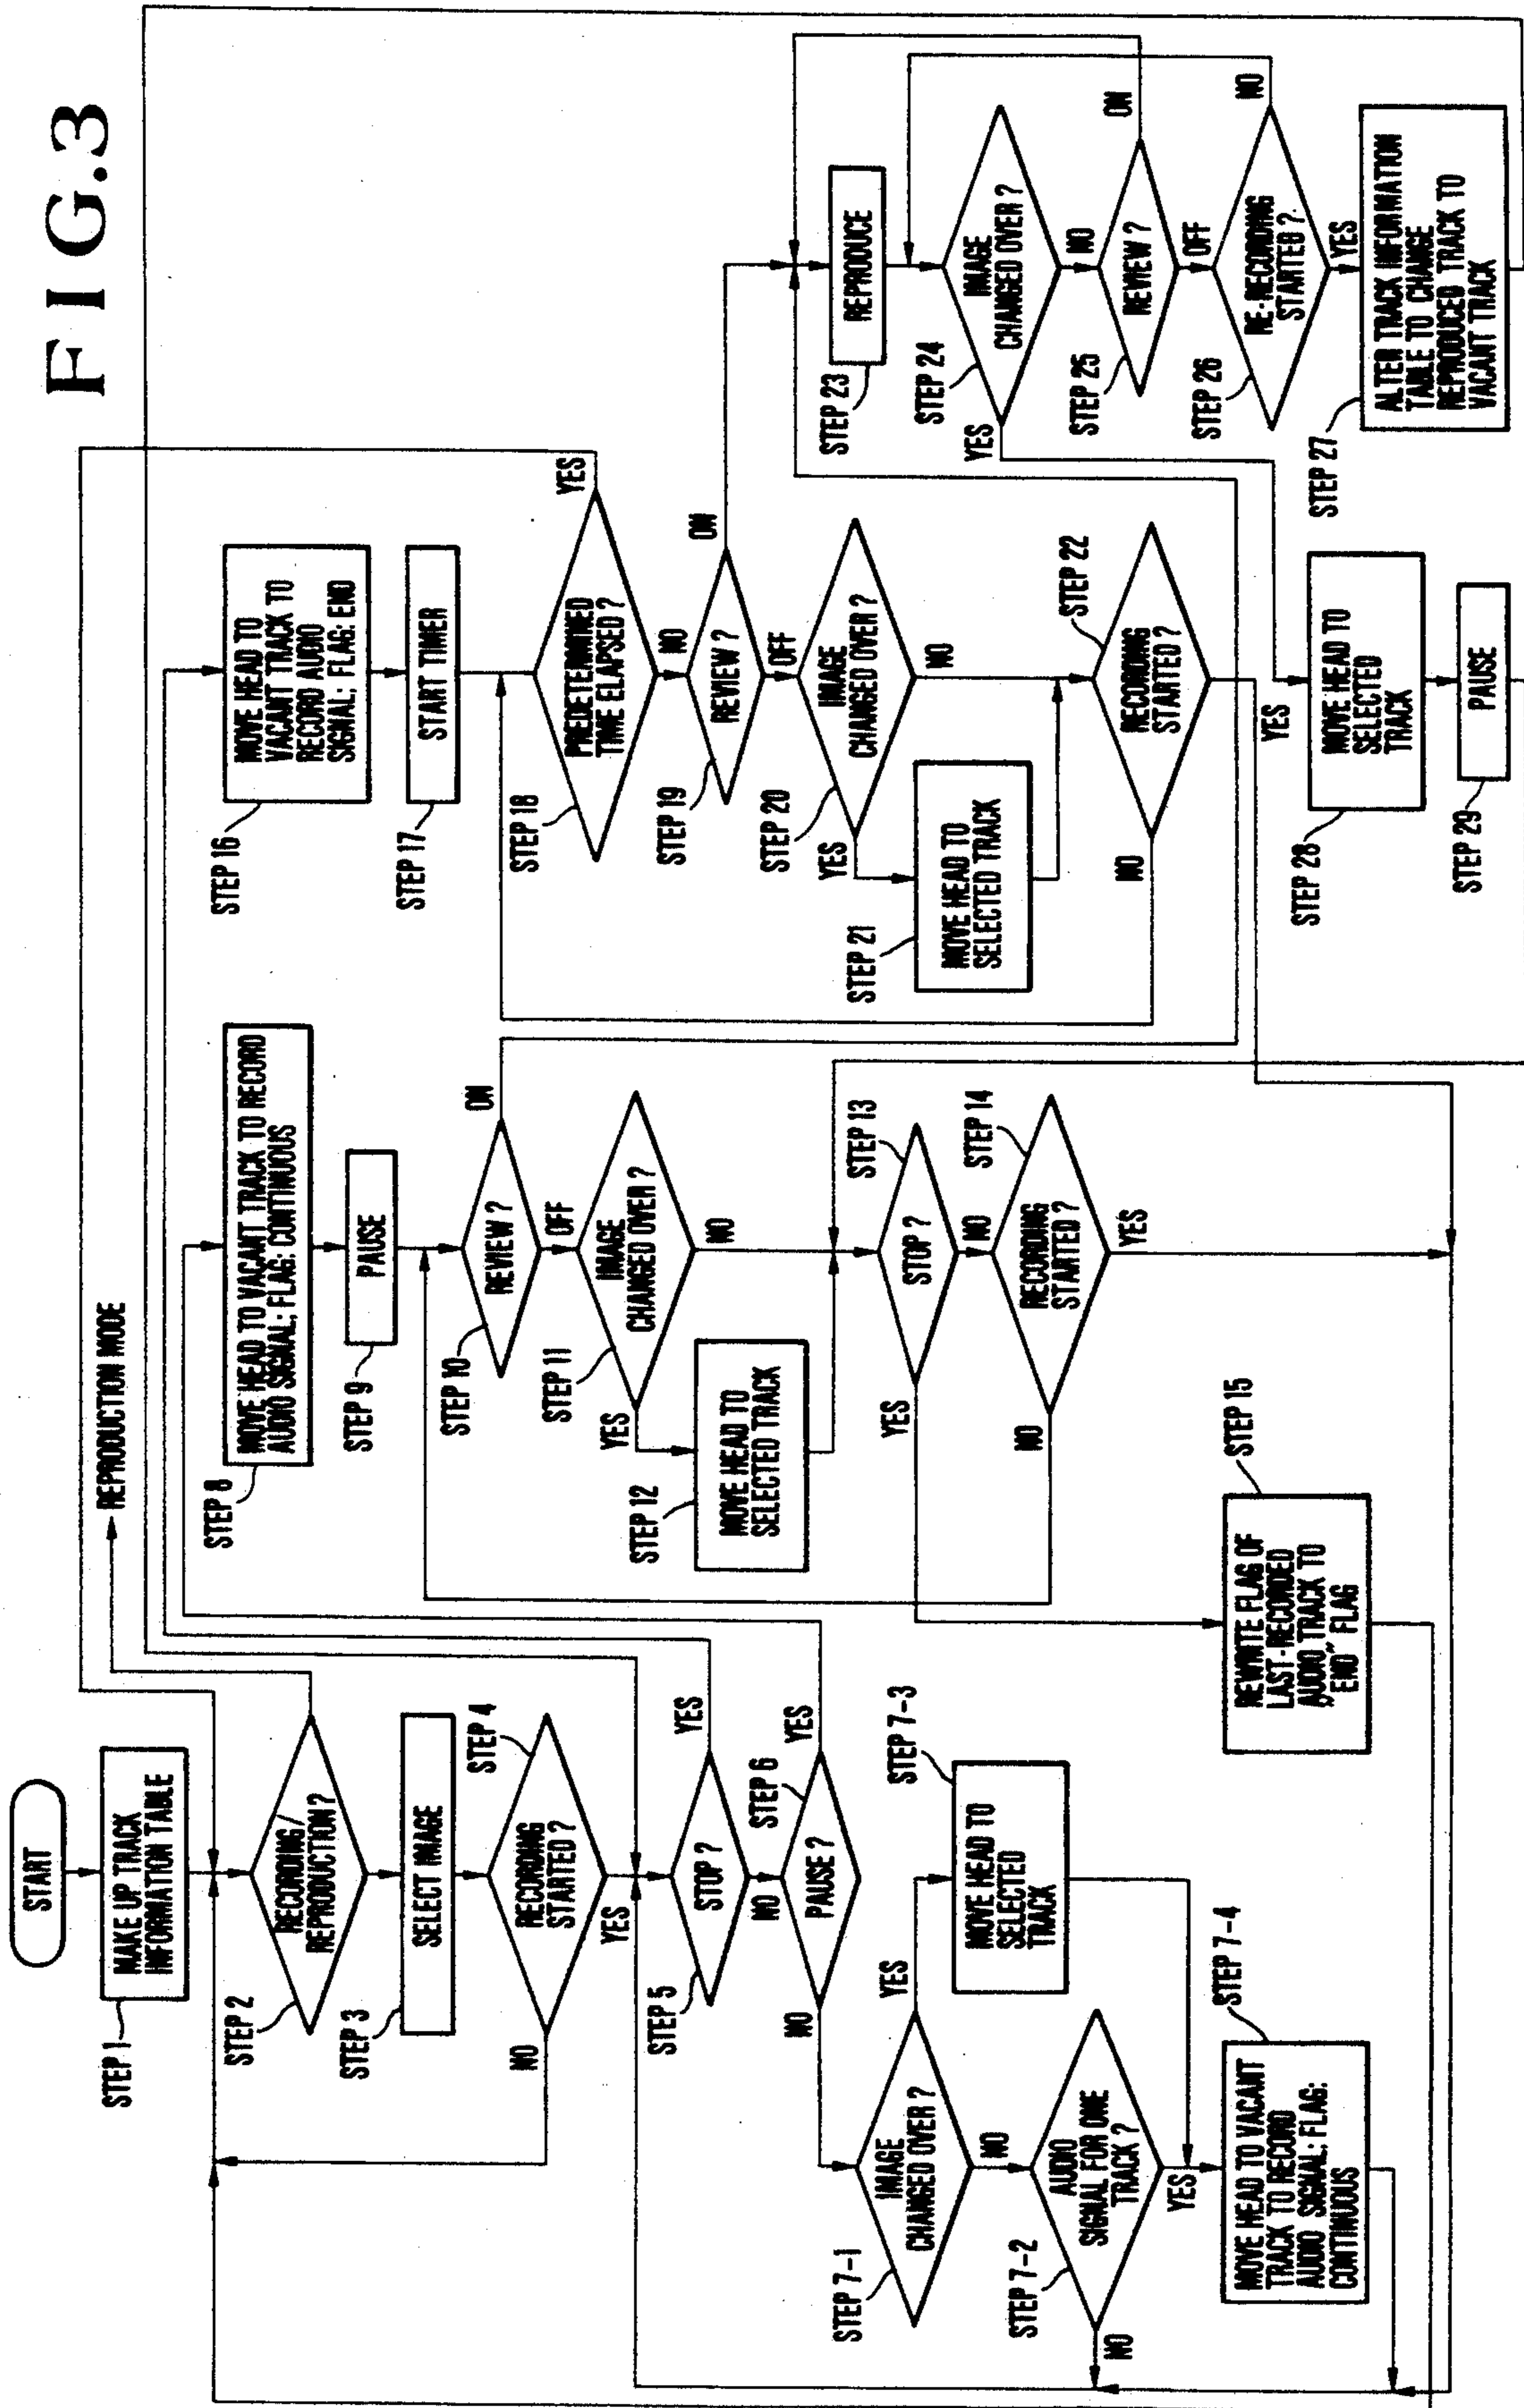 FIG.3
START
STEP 1
MAKE UP TRACK
INFORMATION TABLE
STEP 2
RECORDING/
REPRODUCTION?
REPRODUCTION MODE
STEP 3
SELECT IMAGE
STEP 4
RECORDING
STARTED?
NO
YES
STEP 5
STOP?
YES
NO
STEP 6
PAUSE?
YES
NO
STEP 7-1
IMAGE
CHANGED OVER?
YES
NO
STEP 7-2
AUDIO
SIGNAL FOR ONE
TRACK?
YES
NO
STEP 7-3
MOVE HEAD TO
SELECTED
TRACK
STEP 7-4
MOVE HEAD TO VACANT
TRACK TO RECORD
AUDIO SIGNAL; FLAG:
CONTINUOUS
STEP 8
MOVE HEAD TO VACANT TRACK TO RECORD
AUDIO SIGNAL; FLAG: CONTINUOUS
STEP 9
PAUSE
STEP 10
REVIEW?
ON
OFF
STEP 11
IMAGE
CHANGED OVER?
YES
NO
STEP 12
MOVE HEAD TO
SELECTED TRACK
STEP 13
STOP?
YES
NO
STEP 14
RECORDING
STARTED?
NO
YES
STEP 15
REWRITE FLAG OF
LAST-RECORDED
AUDIO TRACK TO
"END" FLAG
STEP 16
MOVE HEAD TO
VACANT TRACK TO
RECORD AUDIO
SIGNAL; FLAG: END
STEP 17
START TIMER
STEP 18
PREDETERMINED
TIME ELAPSED?
YES
NO
STEP 19
REVIEW?
ON
OFF
STEP 20
IMAGE
CHANGED OVER?
YES
NO
STEP 21
MOVE HEAD TO
SELECTED TRACK
STEP 22
RECORDING
STARTED?
NO
YES
STEP 23
REPRODUCE
STEP 24
IMAGE
CHANGED OVER?
YES
NO
STEP 25
REVIEW?
ON
OFF
STEP 26
RE-RECORDING
STARTED?
NO
YES
STEP 27
ALTER TRACK INFORMATION
TABLE TO CHANGE
REPRODUCED TRACK TO
VACANT TRACK
STEP 28
MOVE HEAD TO
SELECTED
TRACK
STEP 29
PAUSE